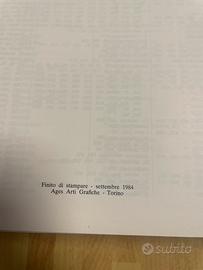 Finito di stampare - settembre 1984
Ages Arti Grafiche - Torino
subito